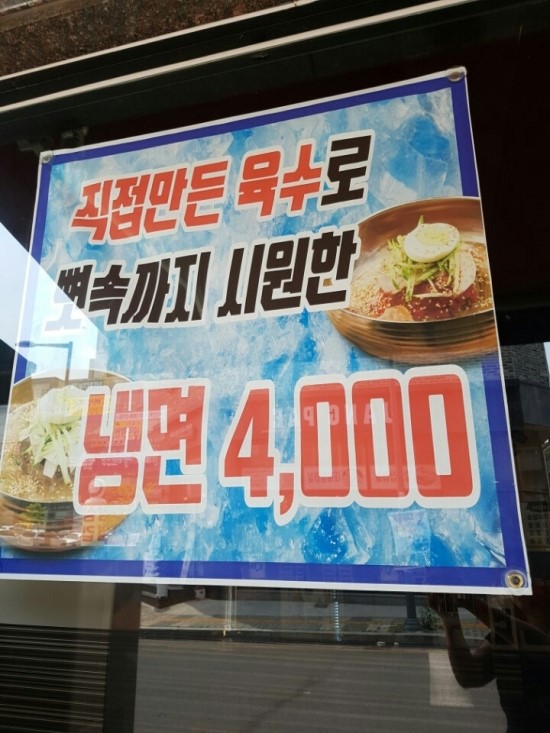 직접만든 육수로
뼛속까지 시원한
냉면 4,000